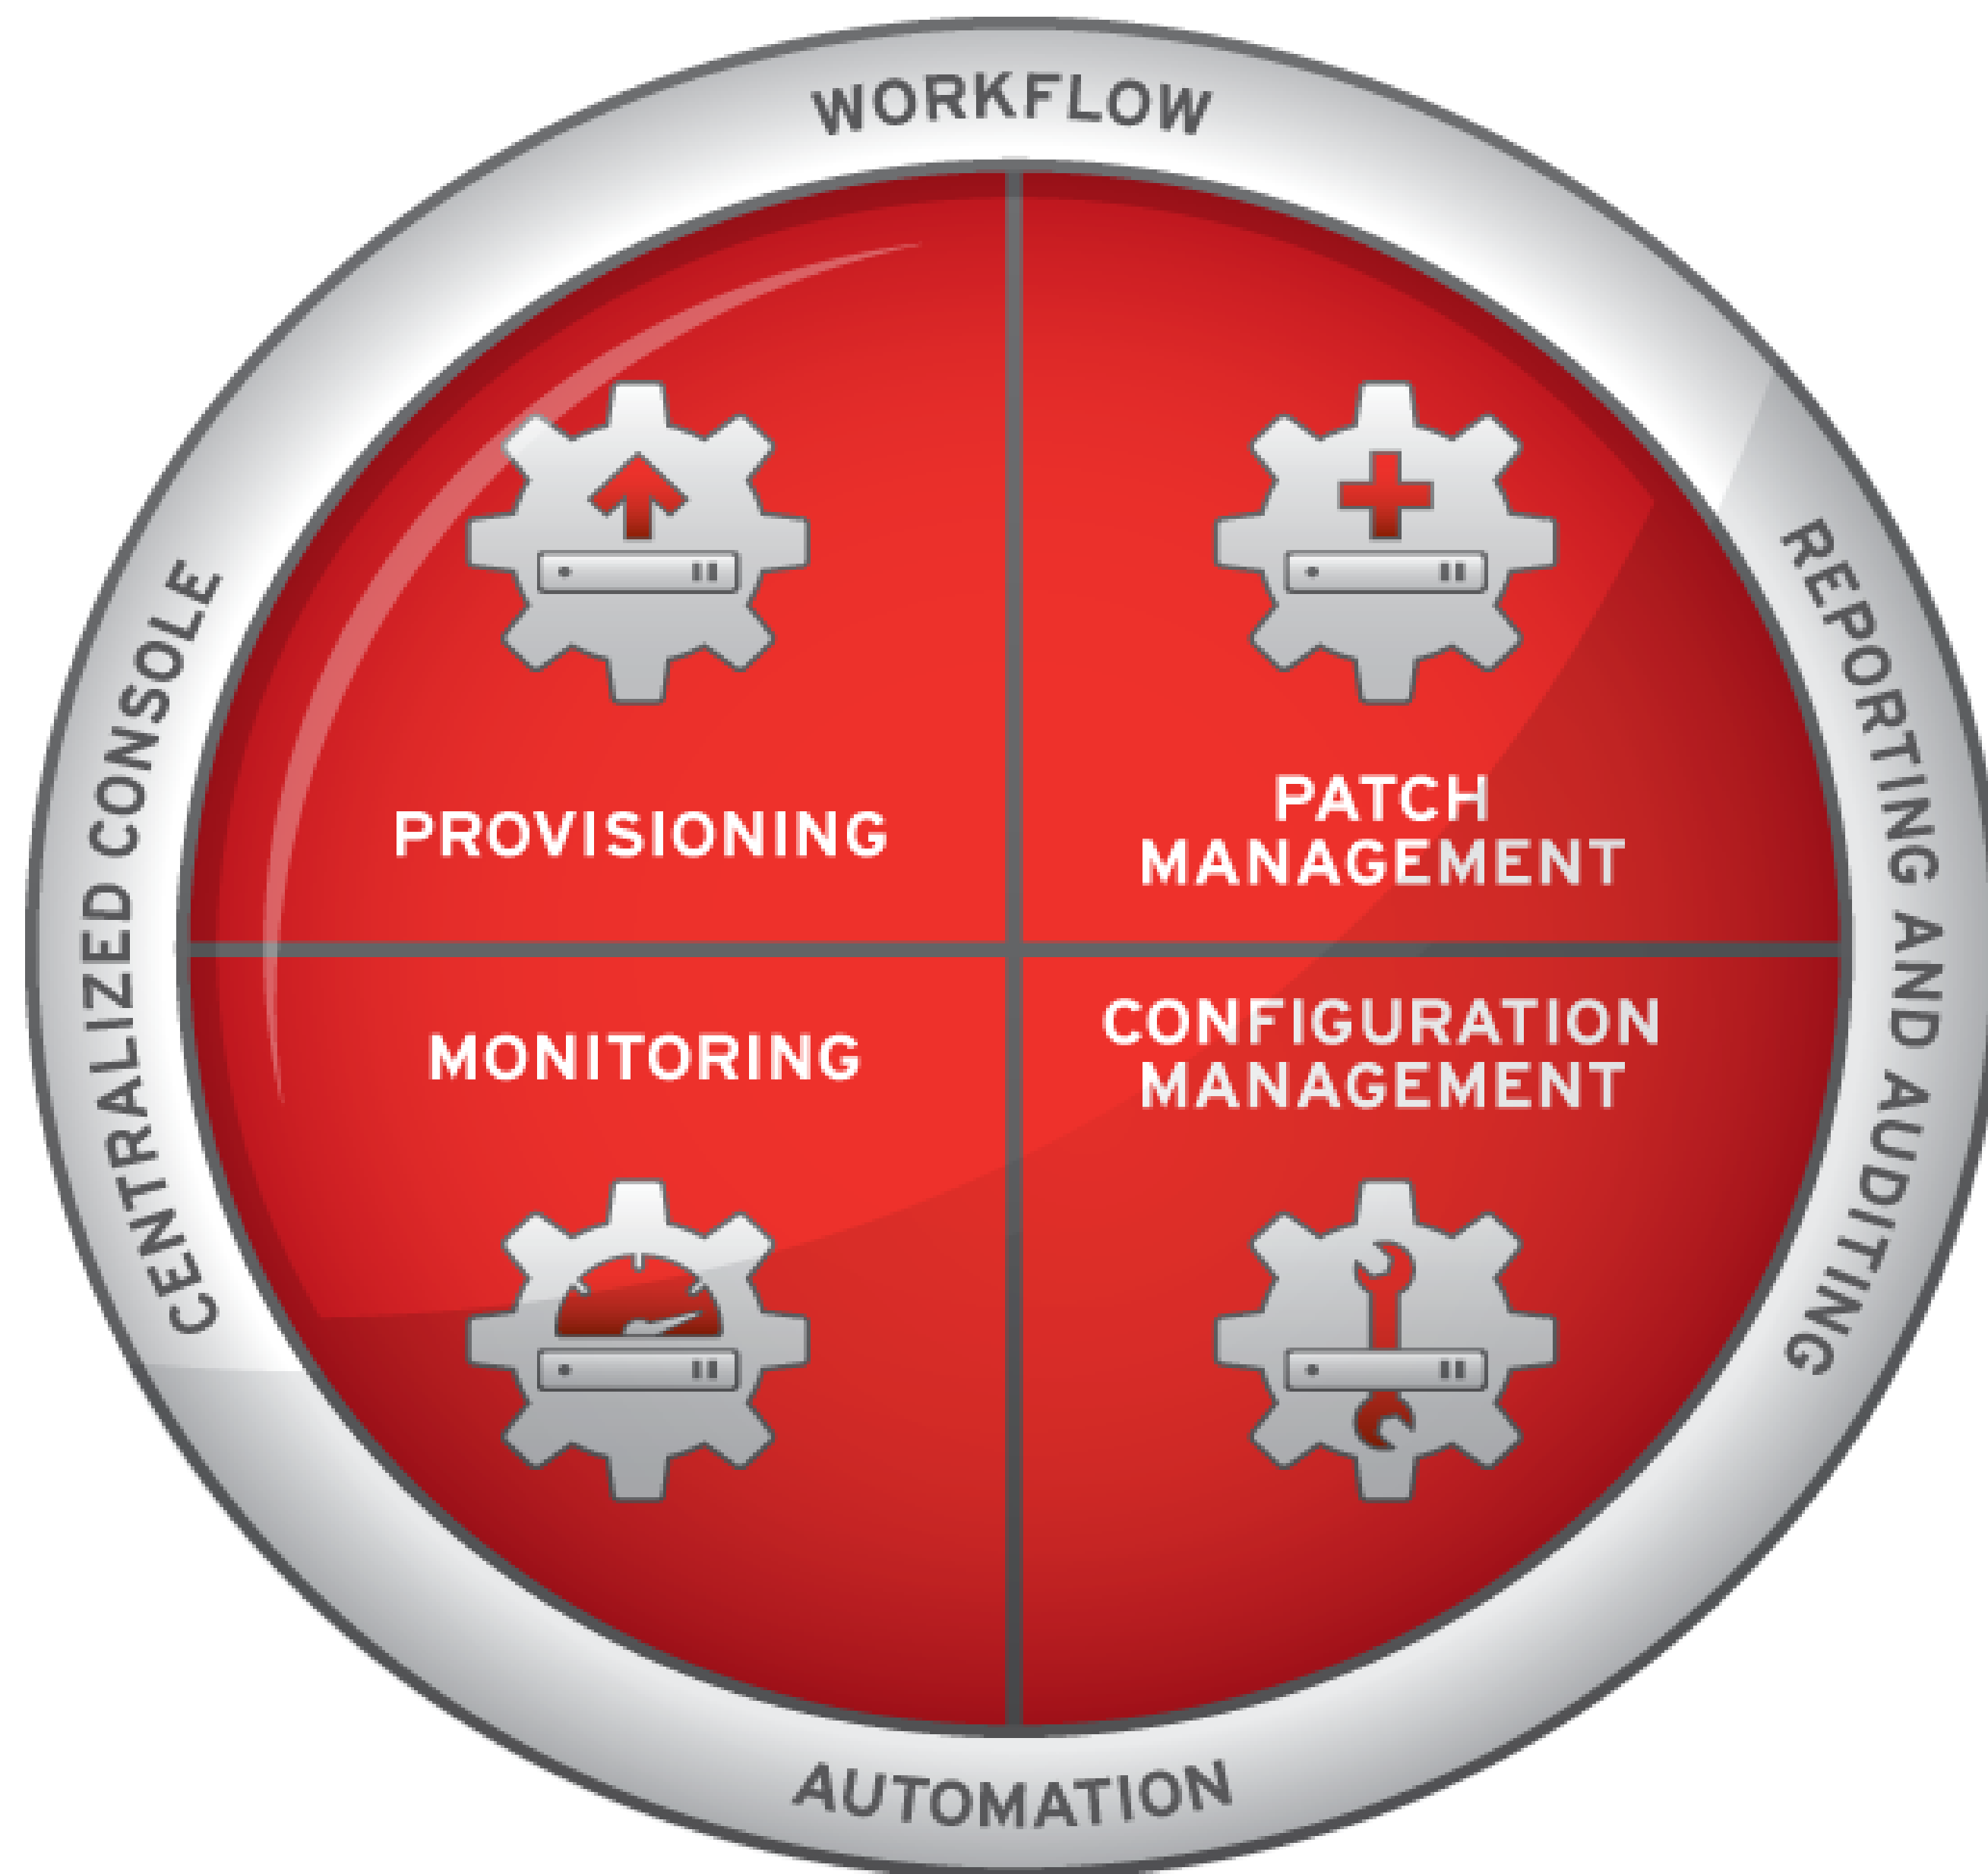 WORKFLOW
CENTRALIZED CONSOLE
REPORTING AND AUDITING
PROVISIONING
PATCH
MANAGEMENT
MONITORING
CONFIGURATION
MANAGEMENT
AUTOMATION